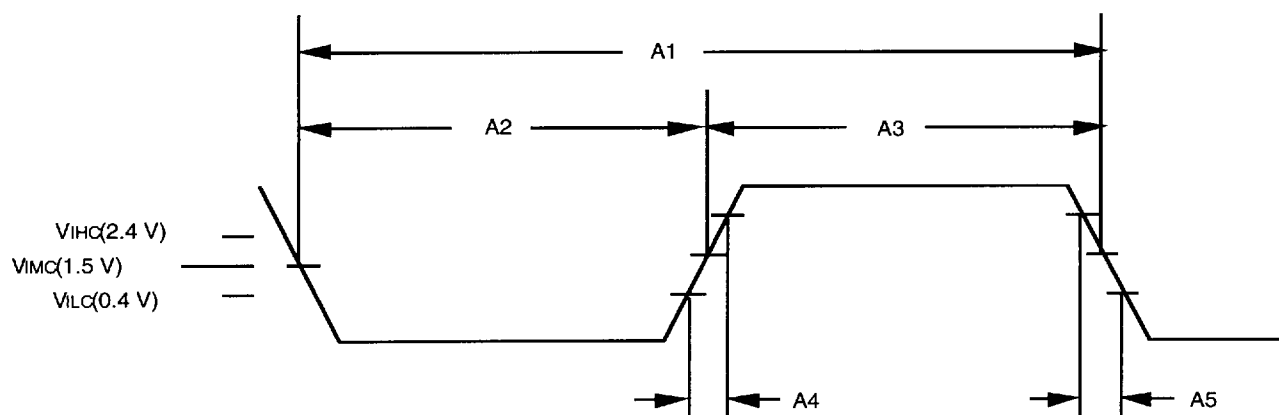 A1
A2
A3
VIHC(2.4 V)
VIMC(1.5 V)
VILC(0.4 V)
A4
A5